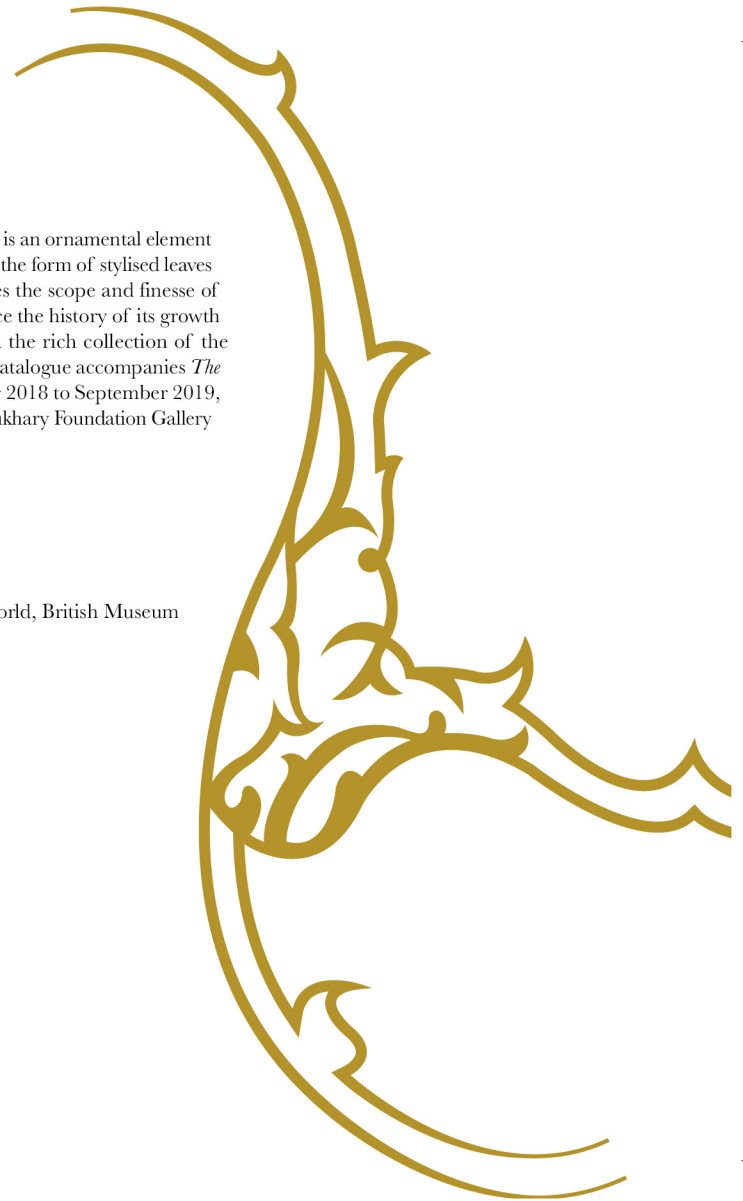 is an ornamental element
the form of stylised leaves
es the scope and finesse of
ce the history of its growth
the rich collection of the
atalogue accompanies The
2018 to September 2019,
ukhary Foundation Gallery
orld, British Museum